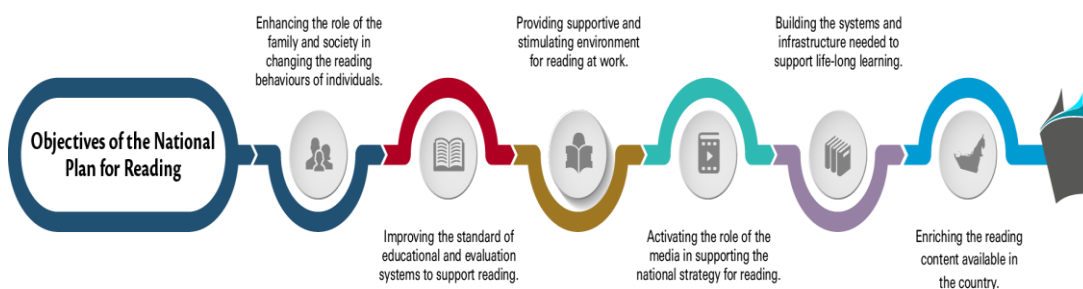 Objectives of the National
Plan for Reading
Enhancing the role of the
family and society in
changing the reading
behaviours of individuals.
Improving the standard of
educational and evaluation
systems to support reading.
Providing supportive and
stimulating environment
for reading at work.
Activating the role of the
media in supporting the
national strategy for reading.
Building the systems and
infrastructure needed to
support life-long learning.
Enriching the reading
content available in
the country.